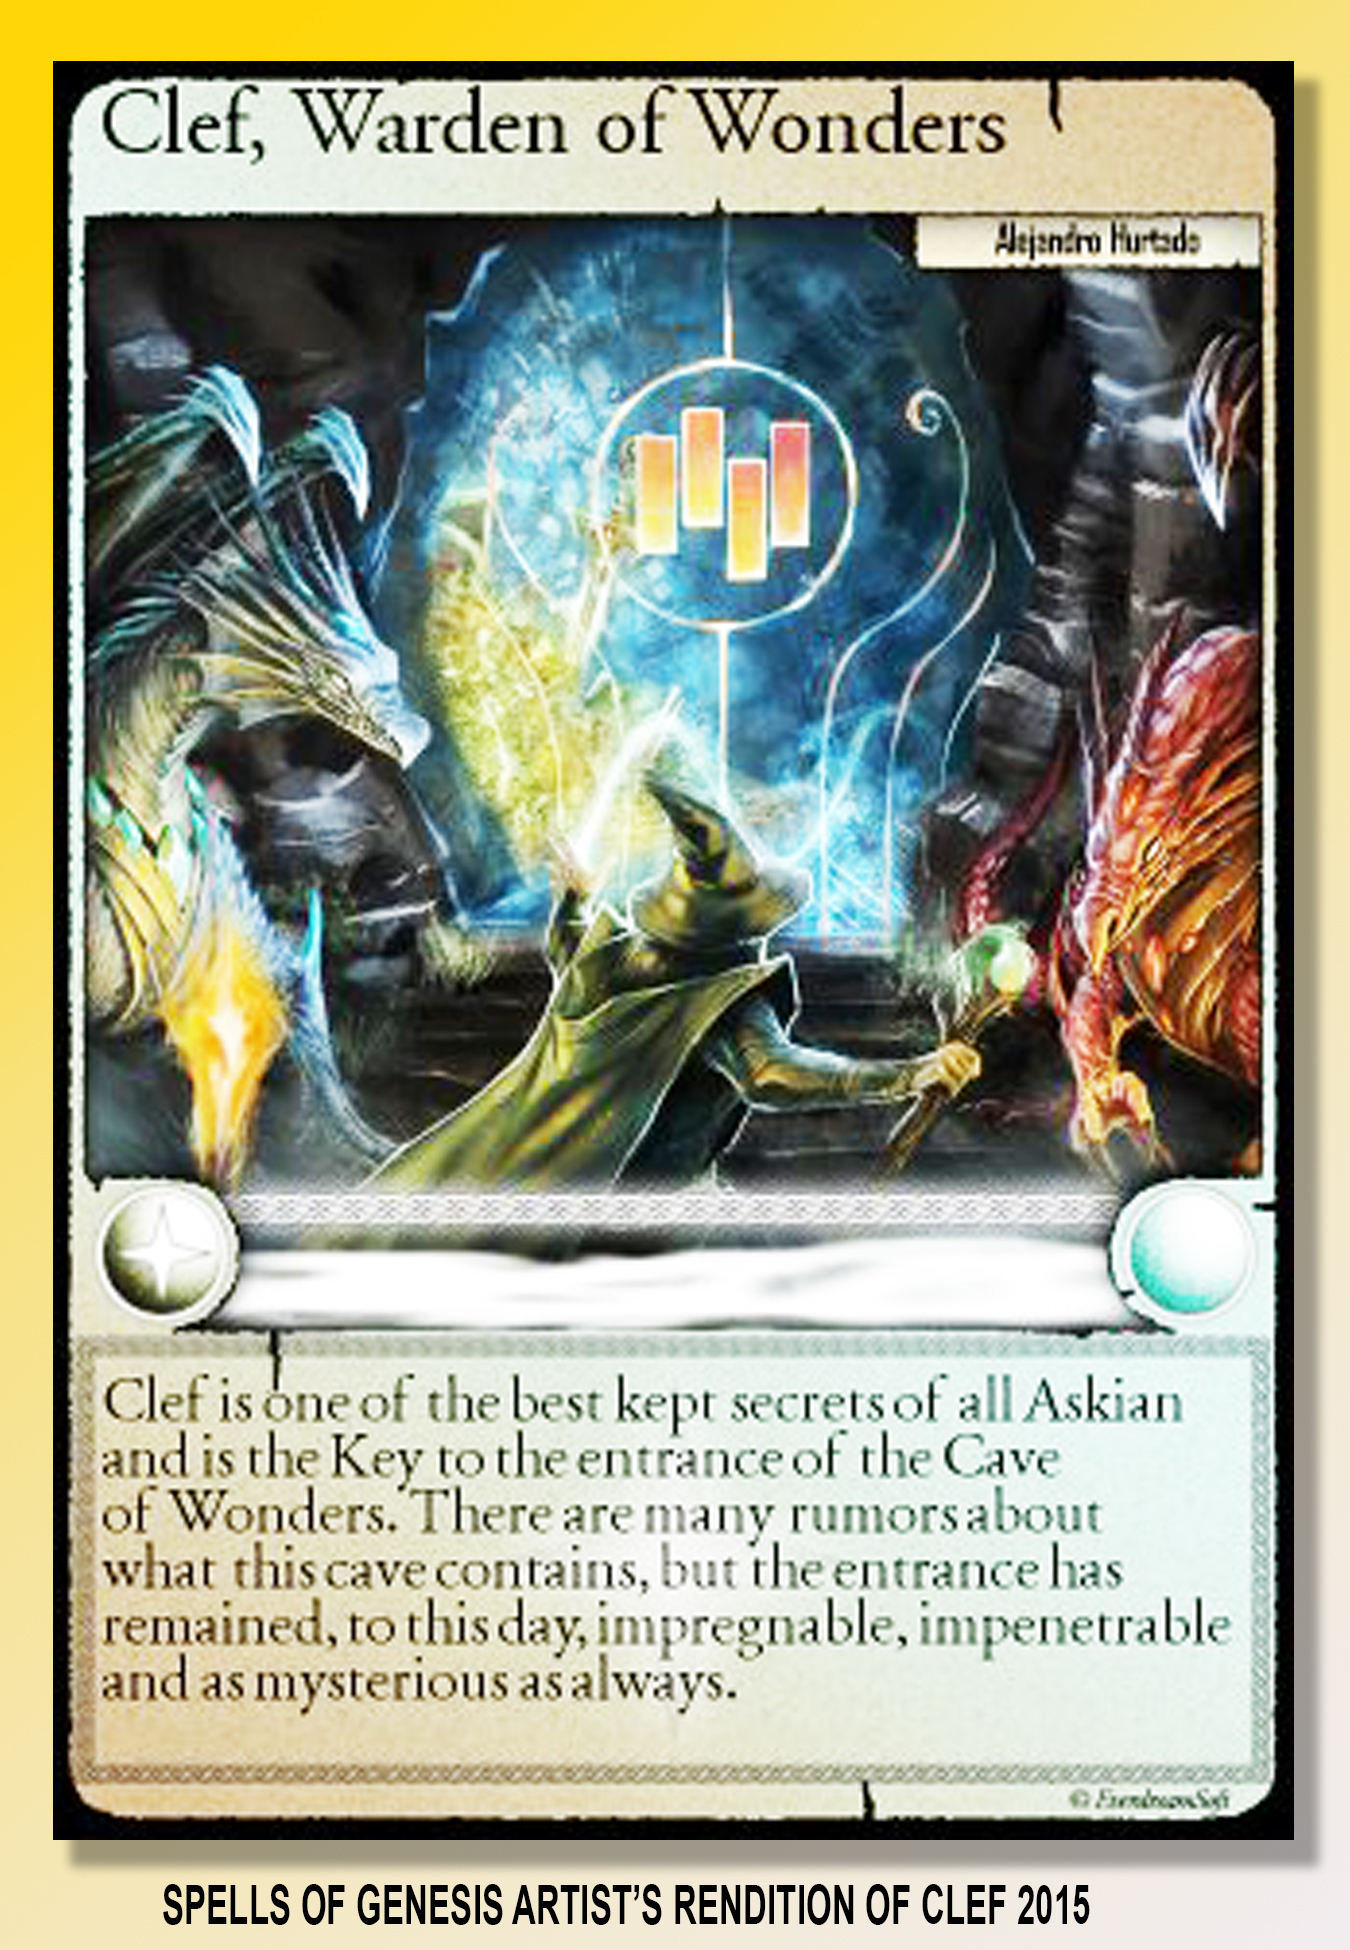 Clef, Warden of Wonders
Alejandro Hurtado
Clef is one of the best kept secrets of all Askian
and is the Key to the entrance of the Cave
of Wonders. There are many rumors about
what this cave contains, but the entrance has
remained, to this day, impregnable, impenetrable
and as mysterious as always.
© EverdreamSoft
SPELLS OF GENESIS ARTIST’S RENDITION OF CLEF 2015